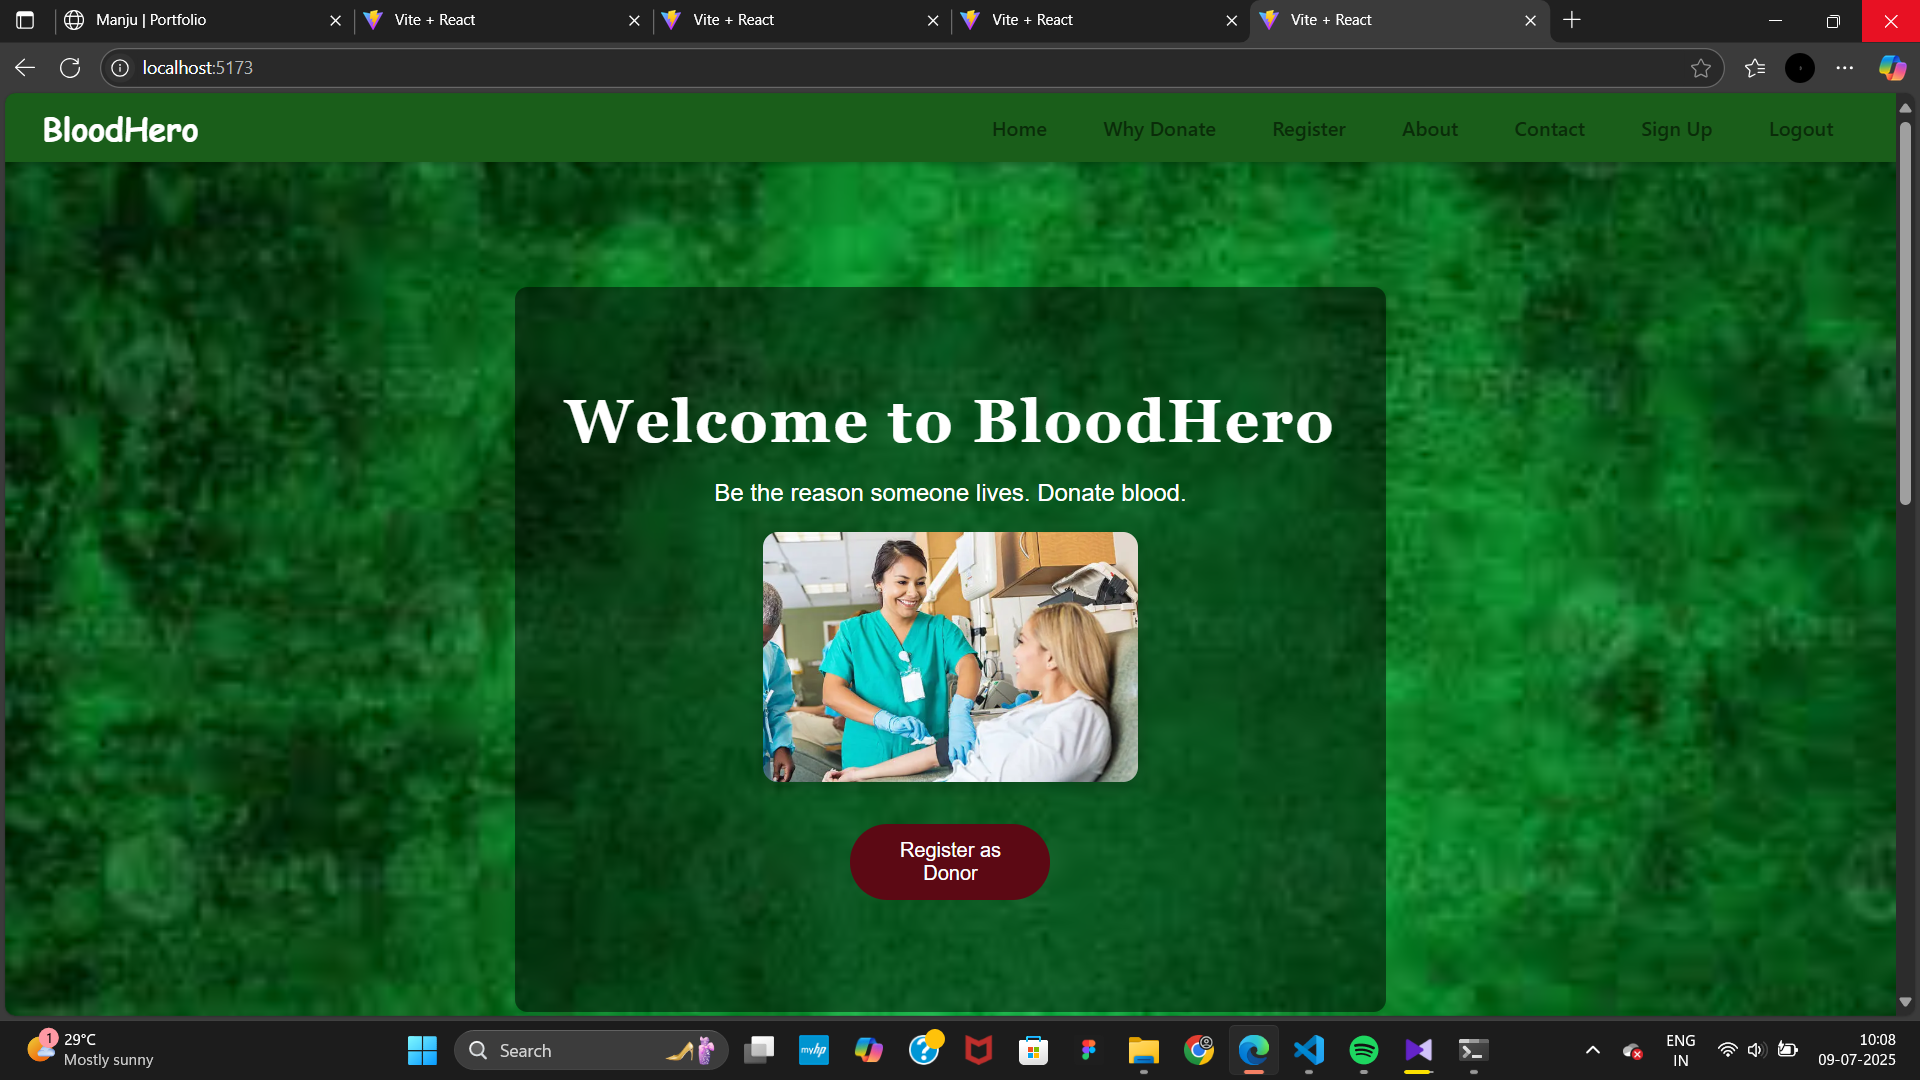 Manju | Portfolio
Vite + React
Vite + React
Vite + React
Vite + React
localhost:5173
BloodHero
Home Why Donate Register About Contact Sign Up Logout
Welcome to BloodHero
Be the reason someone lives. Donate blood.
Register as
Donor
1
29°C
Mostly sunny
Search
myhp
ENG
IN
10:08
09-07-2025